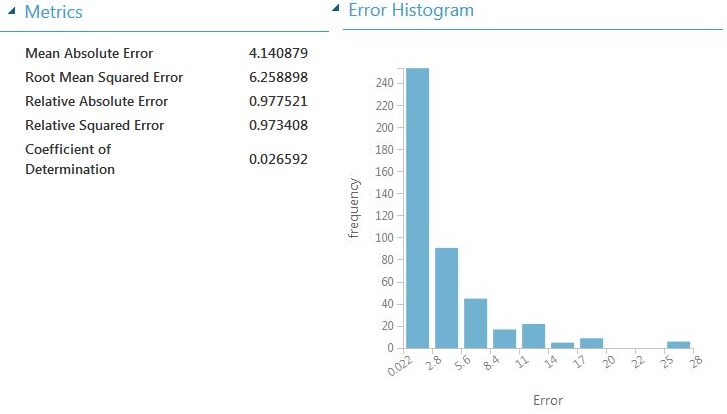 Metrics
Mean Absolute Error 4.140879
Root Mean Squared Error 6.258898
Relative Absolute Error 0.977521
Relative Squared Error 0.973408
Coefficient of
Determination 0.026592
Error Histogram
240
220
200
180
160
140
120
100
80
60
40
20
0
frequency
0.022 2.8 5.6 8.4 11 14 17 20 22 25 28
Error